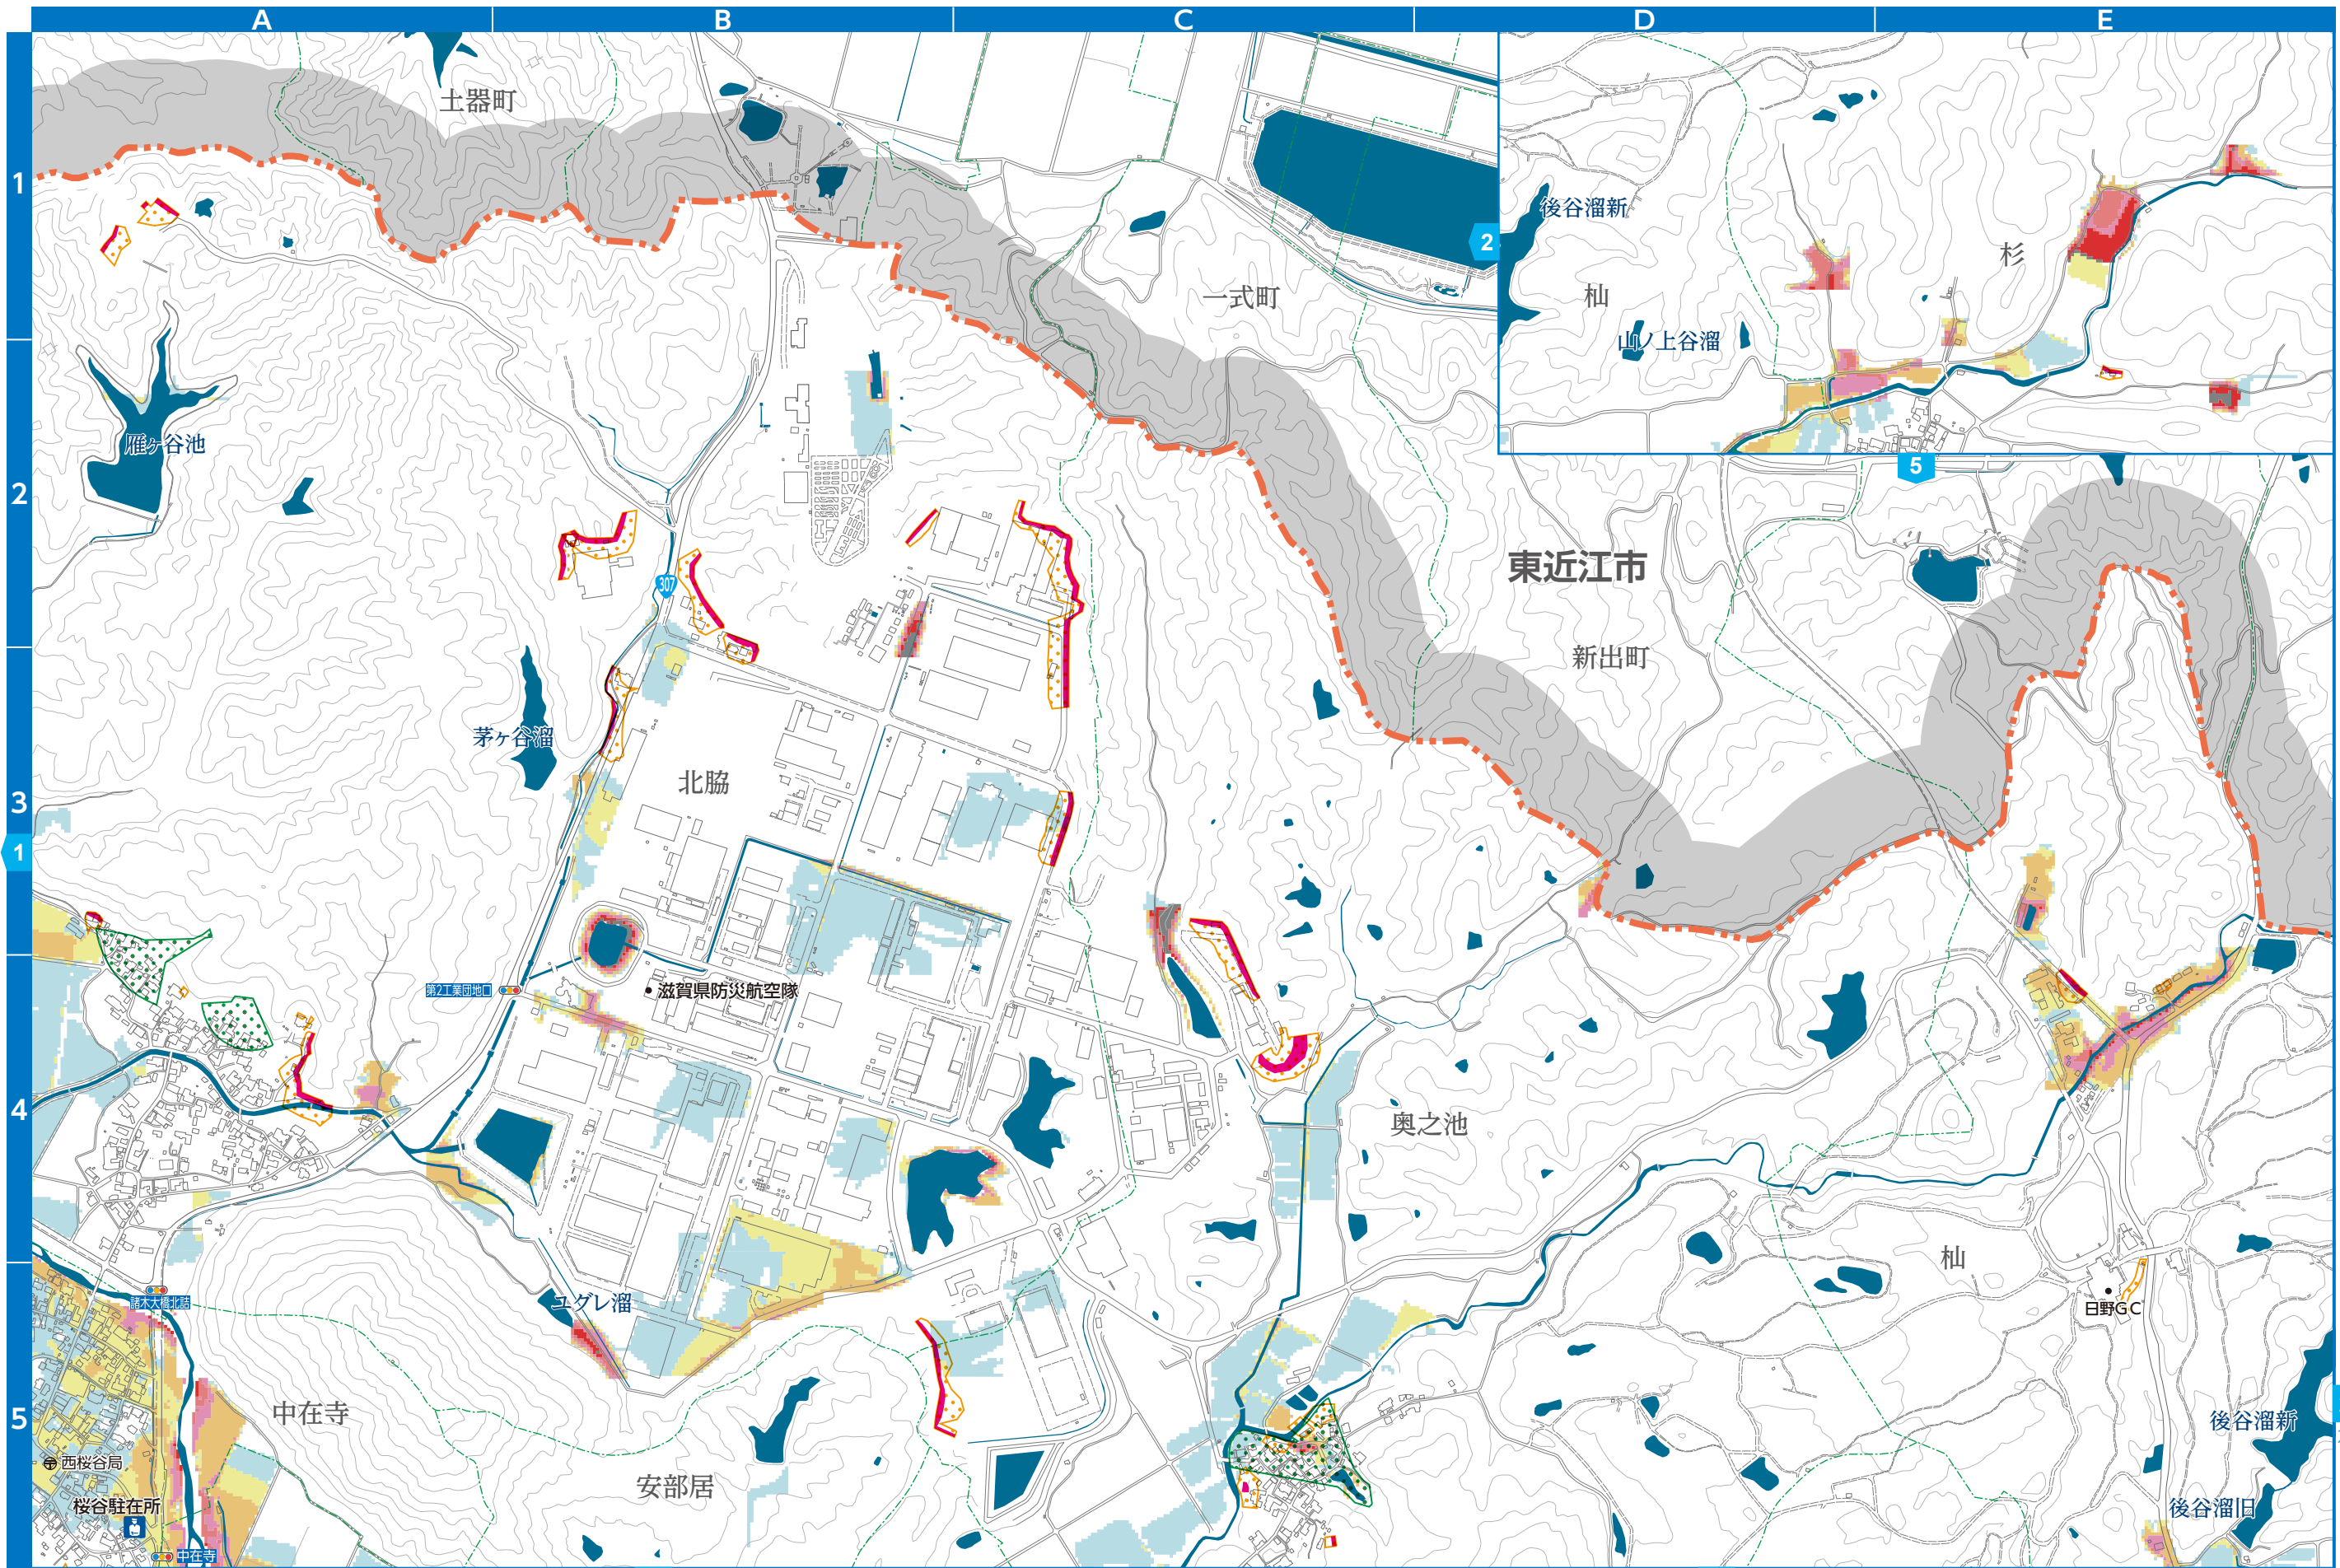 A
B
C
D
E
1
2
3
4
5
1
2
5
土器町
一式町
後谷溜新
杣
山ノ上谷溜
杉
雁ヶ谷池
307
東近江市
新出町
茅ヶ谷溜
北脇
第2工業団地口
滋賀県防災航空隊
奥之池
杣
日野GC
諸木大橋北詰
ユグレ溜
中在寺
西桜谷局
桜谷駐在所
中在寺
安部居
後谷溜新
後谷溜旧